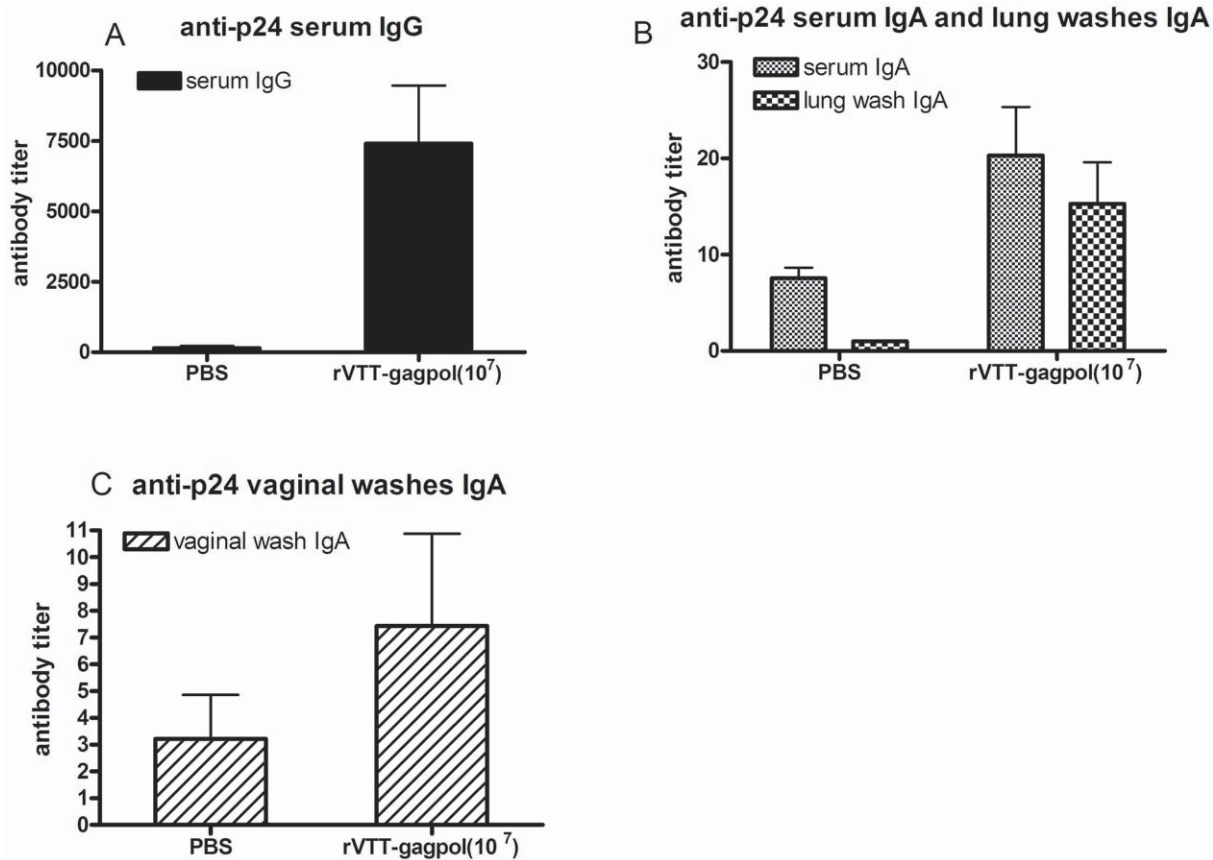 A anti-p24 serum IgG
serum IgG
antibody titer
10000
7500
5000
2500
0
PBS
rVTT-gagpol(10⁷)
B anti-p24 serum IgA and lung washes IgA
serum IgA
lung wash IgA
antibody titer
30
20
10
0
PBS
rVTT-gagpol(10⁷)
C anti-p24 vaginal washes IgA
vaginal wash IgA
antibody titer
11
10
9
8
7
6
5
4
3
2
1
0
PBS
rVTT-gagpol(10⁷)